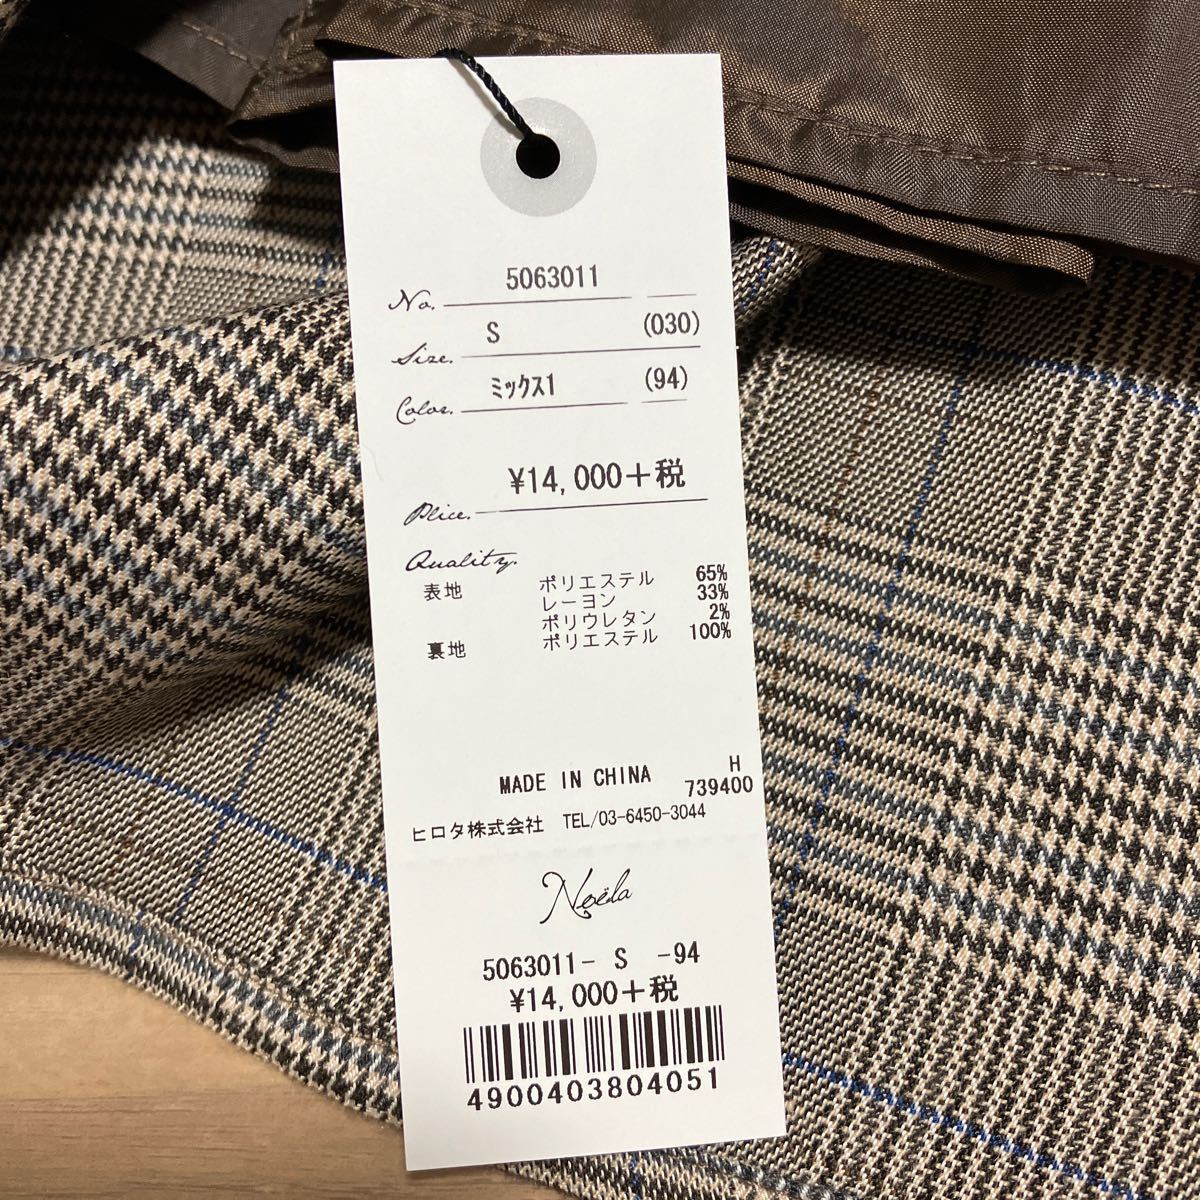 5063011
No.
S (030)
Size.
ミックス1 (94)
Color.
¥14,000+税
Plice.
Quality.
表地 ポリエステル 65%
レーヨン 33%
ポリウレタン 2%
裏地 ポリエステル 100%
H
MADE IN CHINA 739400
ヒロタ株式会社 TEL/03-6450-3044
Noëla
5063011- S -94
¥14,000+税
4900403804051